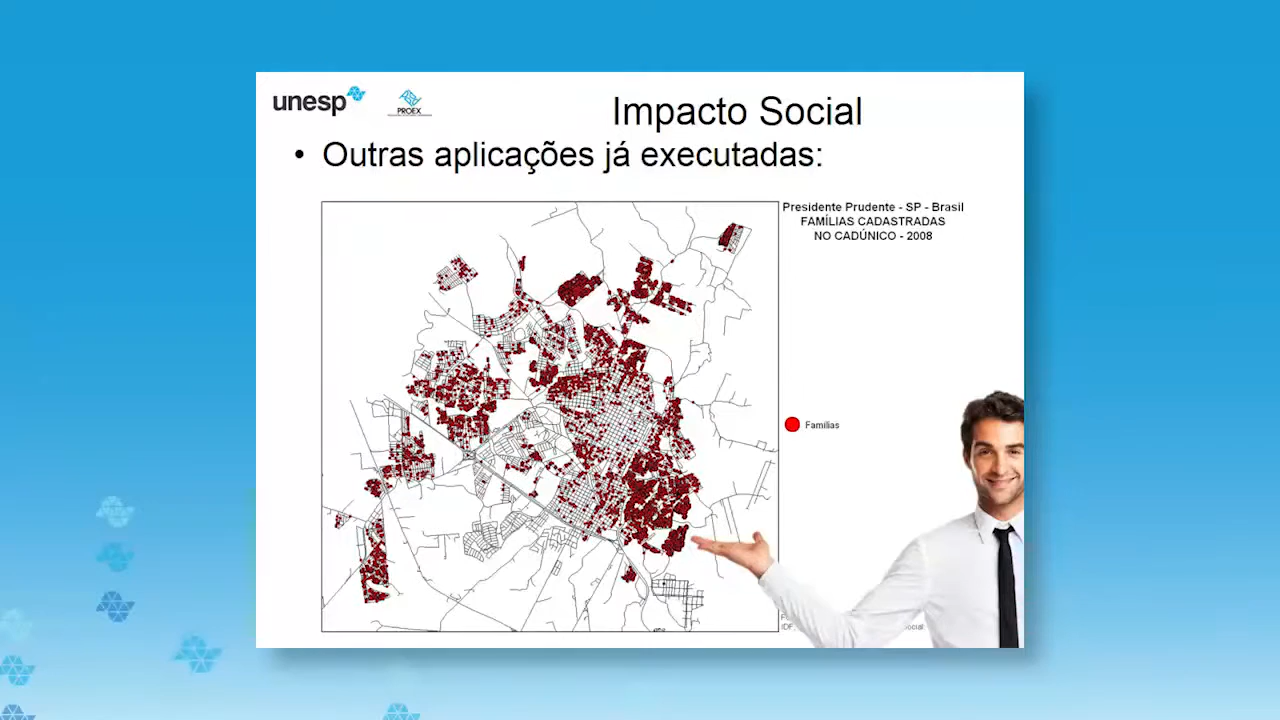 unesp
PROEX
Impacto Social
• Outras aplicações já executadas:
Presidente Prudente - SP - Brasil
FAMÍLIAS CADASTRADAS
NO CADÚNICO - 2008
Famílias